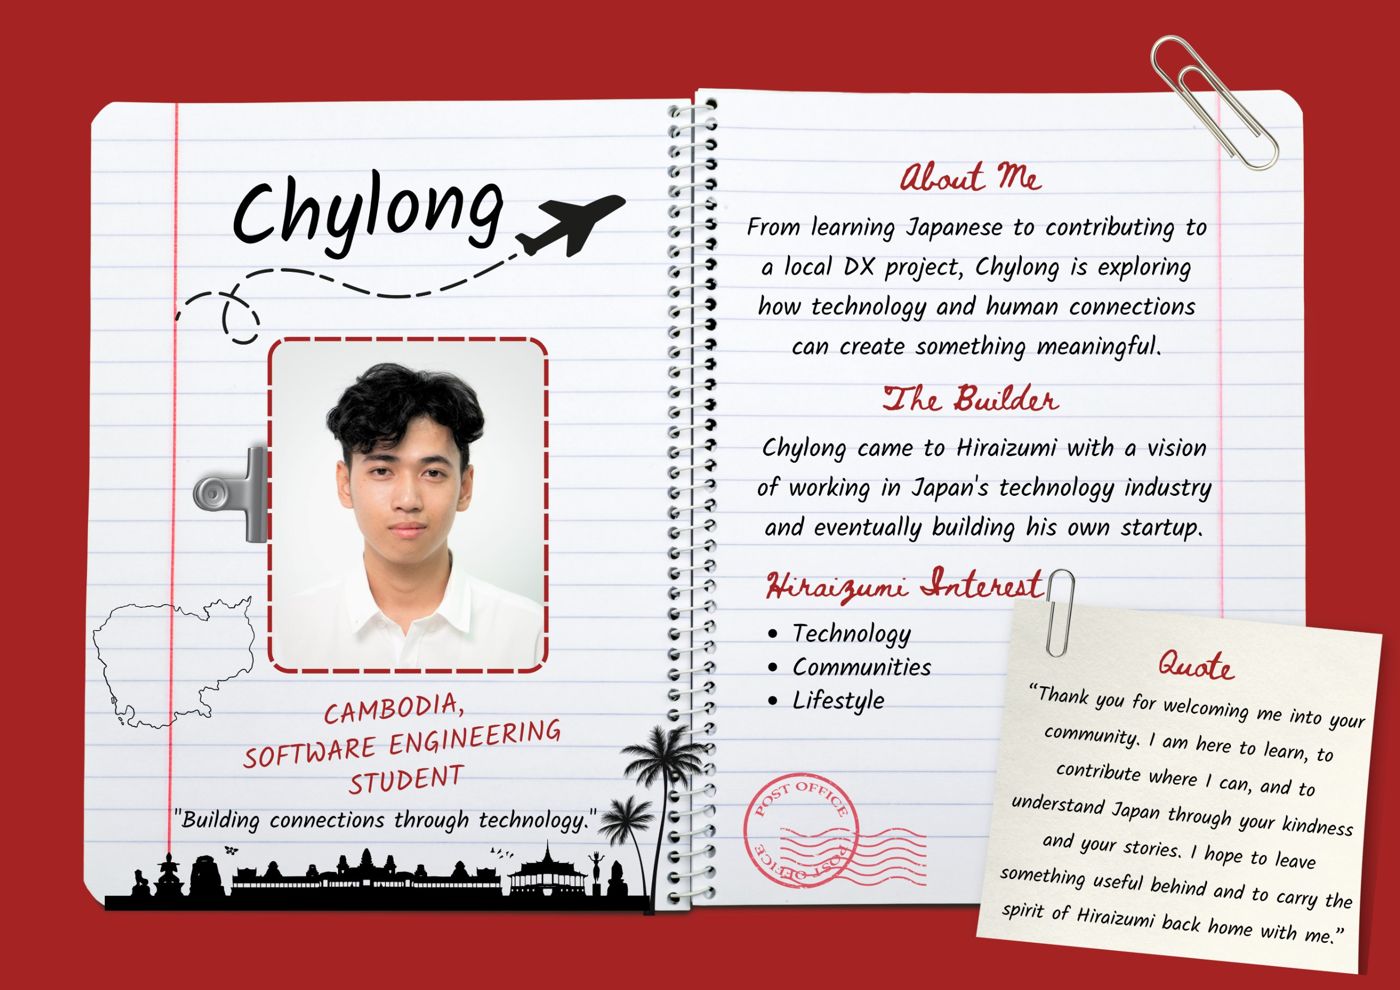 Chylong
CAMBODIA,
SOFTWARE ENGINEERING
STUDENT
"Building connections through technology."
About Me
From learning Japanese to contributing to
a local DX project, Chylong is exploring
how technology and human connections
can create something meaningful.
The Builder
Chylong came to Hiraizumi with a vision
of working in Japan's technology industry
and eventually building his own startup.
Hiraizumi Interest
• Technology
• Communities
• Lifestyle
POST OFFICE
POST OFFICE
Quote
“Thank you for welcoming me into your
community. I am here to learn, to
contribute where I can, and to
understand Japan through your kindness
and your stories. I hope to leave
something useful behind and to carry the
spirit of Hiraizumi back home with me.”